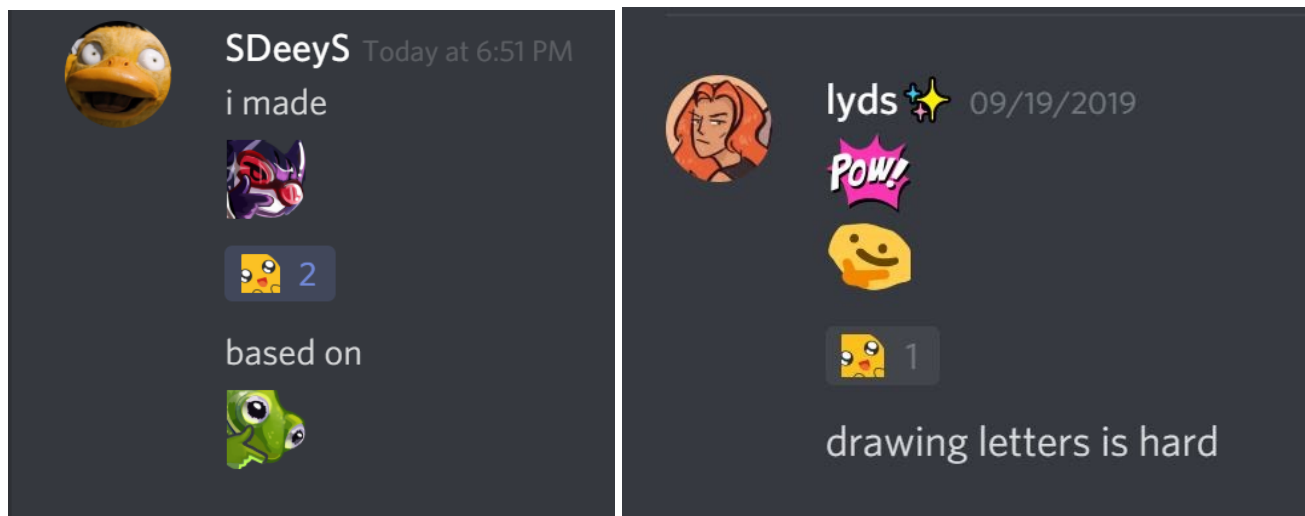 SDeeyS Today at 6:51 PM
i made
2
based on
lyds 09/19/2019
POW!
1
drawing letters is hard